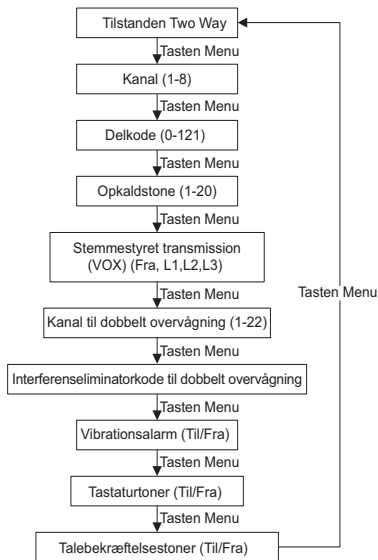 Tilstanden Two Way
Tasten Menu
Kanal (1-8)
Tasten Menu
Delkode (0-121)
Tasten Menu
Opkaldstone (1-20)
Tasten Menu
Stemmestyret transmission
(VOX) (Fra, L1,L2,L3)
Tasten Menu
Kanal til dobbelt overvågning (1-22)
Tasten Menu
Interferenseliminatorkode til dobbelt overvågning
Tasten Menu
Vibrationsalarm (Til/Fra)
Tasten Menu
Tastaturtoner (Til/Fra)
Tasten Menu
Talebekræftelsestoner (Til/Fra)
Tasten Menu